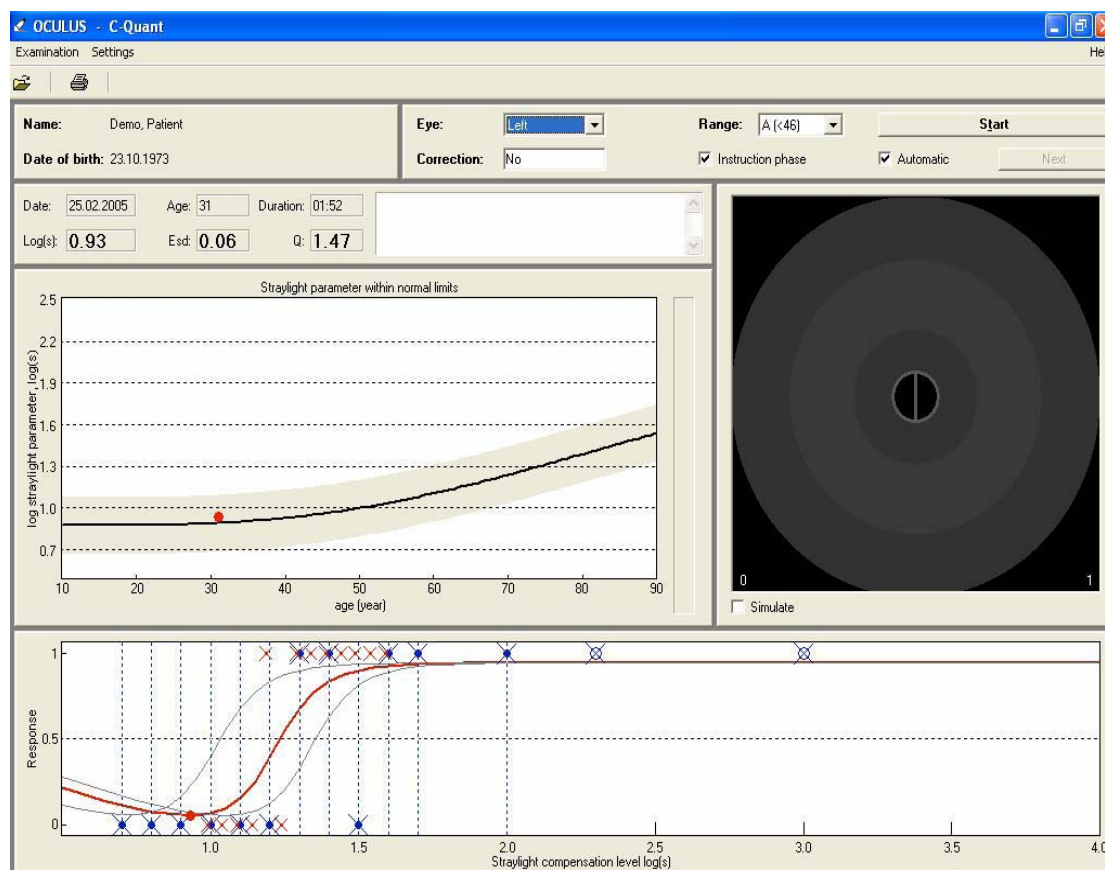 OCULUS - C-Quant
Examination Settings Hel
Name: Demo, Patient
Date of birth: 23.10.1973
Eye: Left Range: A (<46) Start
Correction: No Instruction phase Automatic Next
Date: 25.02.2005 Age: 31 Duration: 01:52
Log(s): 0.93 Esd: 0.06 Q: 1.47
Straylight parameter within normal limits
log straylight parameter, log(s)
2.5
2.2
1.9
1.6
1.3
1.0
0.7
10 20 30 40 50 60 70 80 90
age (year)
0 1
Simulate
Response
1
0.5
0
1.0 1.5 2.0 2.5 3.0 3.5 4.0
Straylight compensation level log(s)